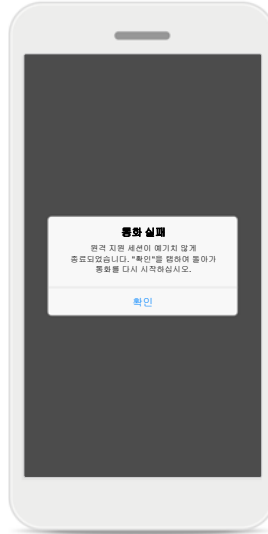 통화 실패
원격 지원 세션이 예기치 않게
종료되었습니다. "확인"을 탭하여 돌아가
통화를 다시 시작하십시오.
확인